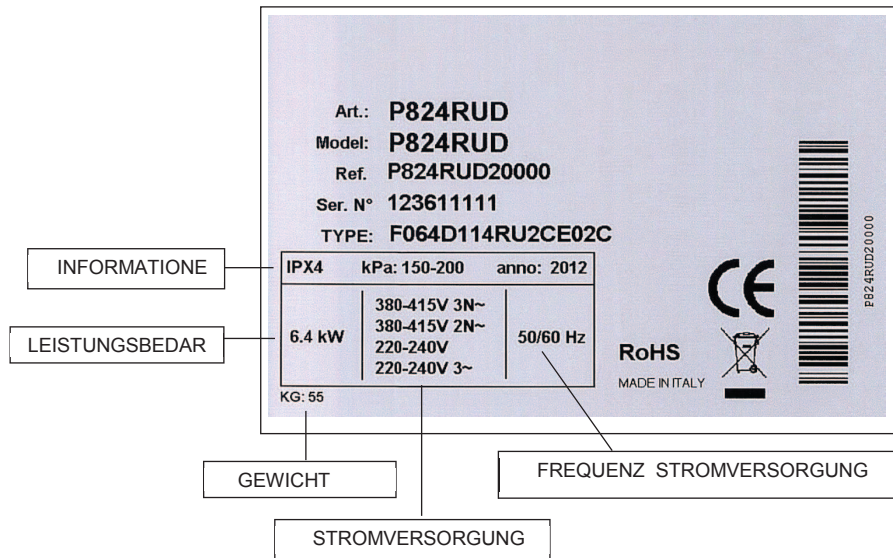 Art.: P824RUD
Model: P824RUD
Ref. P824RUD20000
Ser. N° 123611111
TYPE: F064D114RU2CE02C
INFORMATIONE
IPX4 kPa: 150-200 anno: 2012
LEISTUNGSBEDAR
6.4 kW
380-415V 3N~
380-415V 2N~
220-240V
220-240V 3~
50/60 Hz
KG: 55
CE
RoHS
MADE IN ITALY
P824RUD20000
GEWICHT
FREQUENZ STROMVERSORGUNG
STROMVERSORGUNG